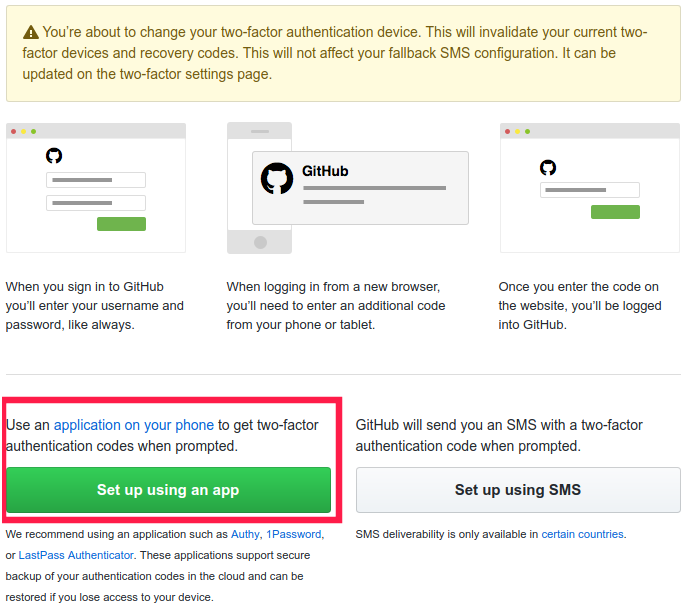 You're about to change your two-factor authentication device. This will invalidate your current two-
factor devices and recovery codes. This will not affect your fallback SMS configuration. It can be
updated on the two-factor settings page.
GitHub
When you sign in to GitHub
you'll enter your username and
password, like always.
When logging in from a new browser,
you'll need to enter an additional code
from your phone or tablet.
Once you enter the code on
the website, you'll be logged
into GitHub.
Use an application on your phone to get two-factor
authentication codes when prompted.
Set up using an app
We recommend using an application such as Authy, 1Password,
or LastPass Authenticator. These applications support secure
backup of your authentication codes in the cloud and can be
restored if you lose access to your device.
GitHub will send you an SMS with a two-factor
authentication code when prompted.
Set up using SMS
SMS deliverability is only available in certain countries.